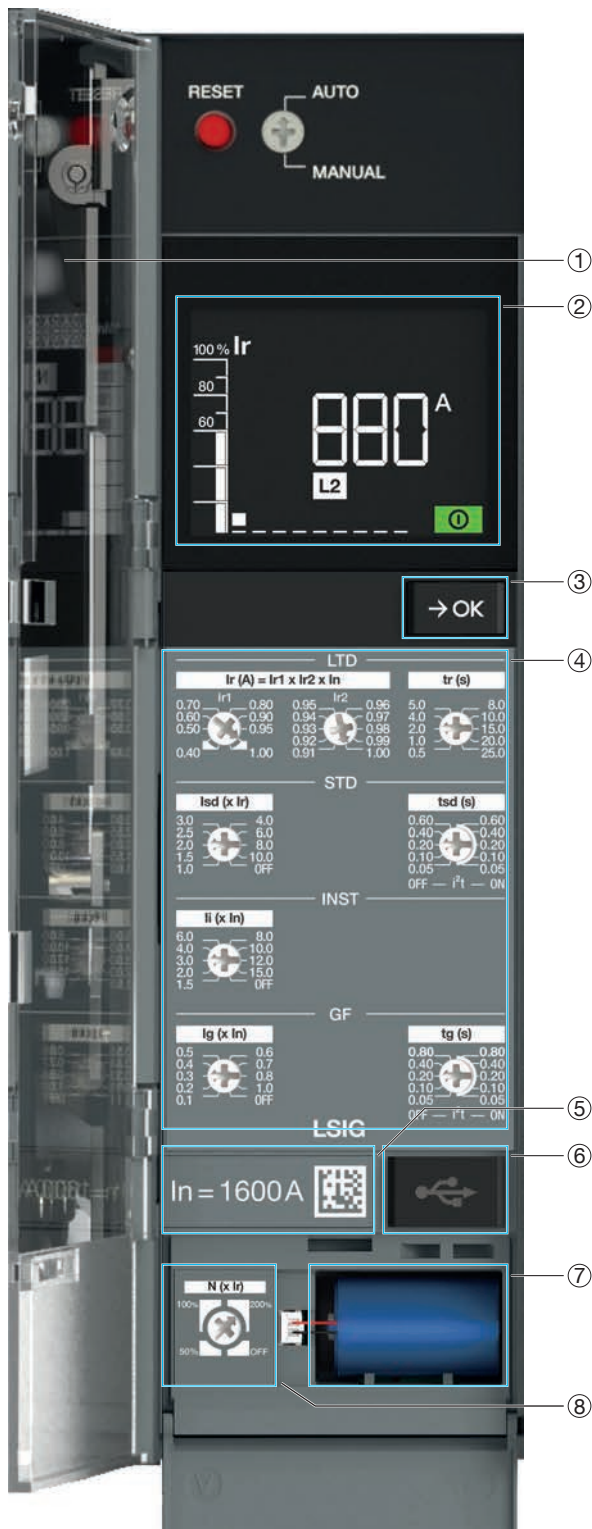 RESET
AUTO
MANUAL
①
②
100 % Ir
80
60
880 A
L2
③
→ OK
④
LTD
Ir (A) = Ir1 x Ir2 x In
tr (s)
Ir1
Ir2
0.70 0.80 0.95 0.96 5.0 8.0
0.60 0.90 0.94 0.97 4.0 10.0
0.50 0.95 0.93 0.98 2.0 15.0
0.92 0.99 1.0 20.0
0.40 1.00 0.91 1.00 0.5 25.0
STD
Isd (x Ir)
tsd (s)
3.0 4.0 0.60 0.60
2.5 6.0 0.40 0.40
2.0 8.0 0.20 0.20
1.5 10.0 0.10 0.10
1.0 OFF 0.05 0.05
OFF — i²t — ON
INST
Ii (x In)
6.0 8.0
4.0 10.0
3.0 12.0
2.0 15.0
1.5 OFF
GF
Ig (x In)
tg (s)
0.5 0.6 0.80 0.80
0.4 0.7 0.40 0.40
0.3 0.8 0.20 0.20
0.2 1.0 0.10 0.10
0.1 OFF 0.05 0.05
OFF — i²t — ON
LSIG
⑤
⑥
In = 1600A
⑦
N (x Ir)
100% 200%
50% OFF
⑧